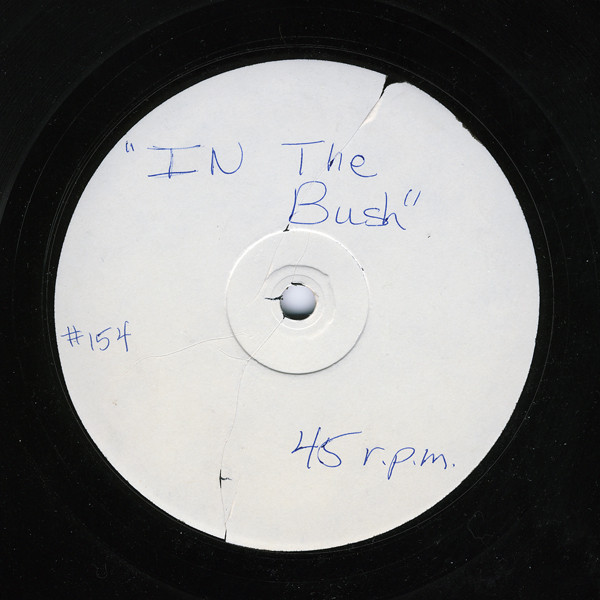 "IN The
Bush"
#154
45 r.p.m.